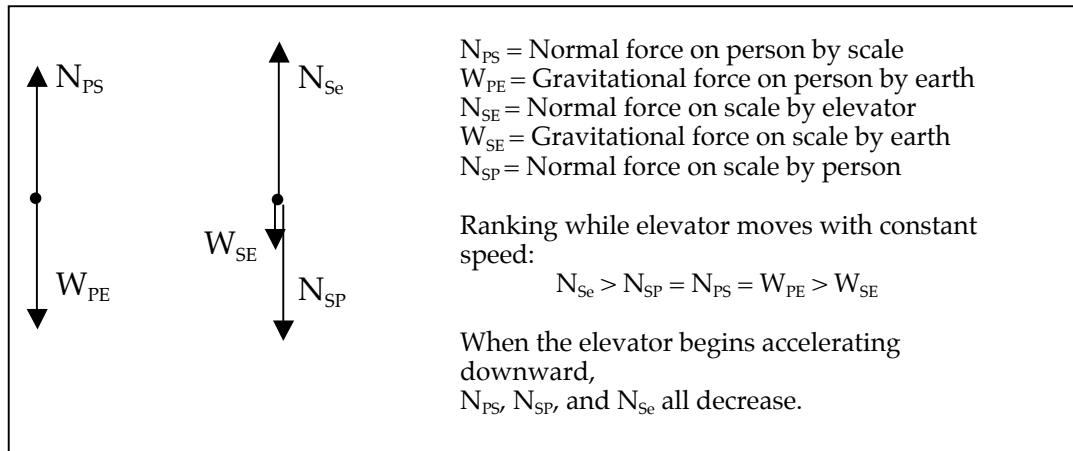 N_PS
W_PE
N_Se
W_SE
N_SP
N_PS = Normal force on person by scale
W_PE = Gravitational force on person by earth
N_SE = Normal force on scale by elevator
W_SE = Gravitational force on scale by earth
N_SP = Normal force on scale by person
Ranking while elevator moves with constant
speed:
N_Se > N_SP = N_PS = W_PE > W_SE
When the elevator begins accelerating
downward,
N_PS, N_SP, and N_Se all decrease.